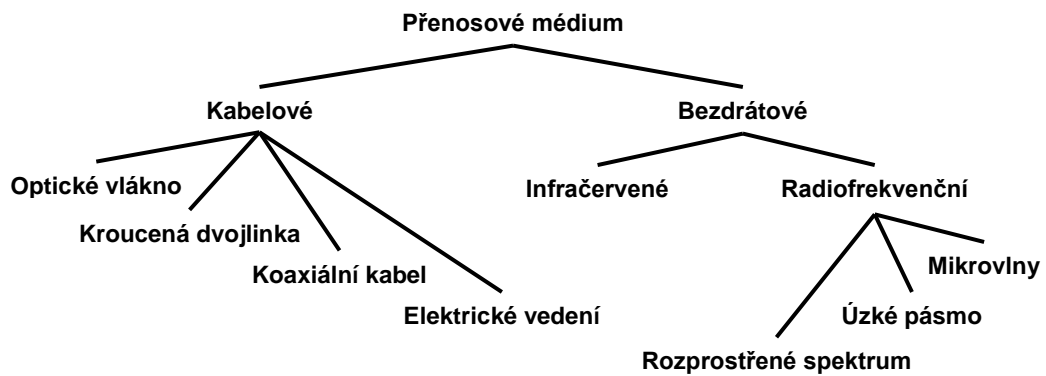 Přenosové médium
Kabelové
Bezdrátové
Optické vlákno
Infračervené
Radiofrekvenční
Kroucená dvojlinka
Koaxiální kabel
Mikrovlny
Elektrické vedení
Úzké pásmo
Rozprostřené spektrum